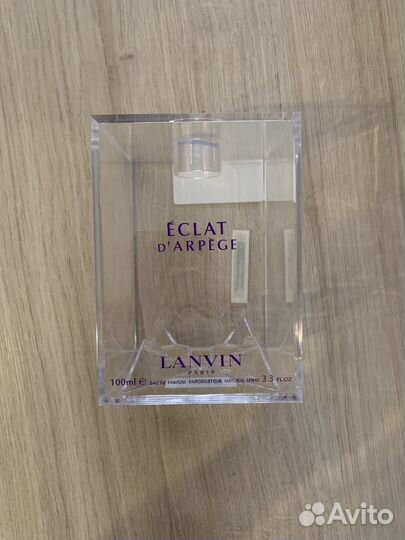 ÉCLAT
D'ARPÈGE
LANVIN
PARIS
100ml e EAU DE PARFUM VAPORISATEUR NATURAL SPRAY 3.3 FL.OZ
Avito